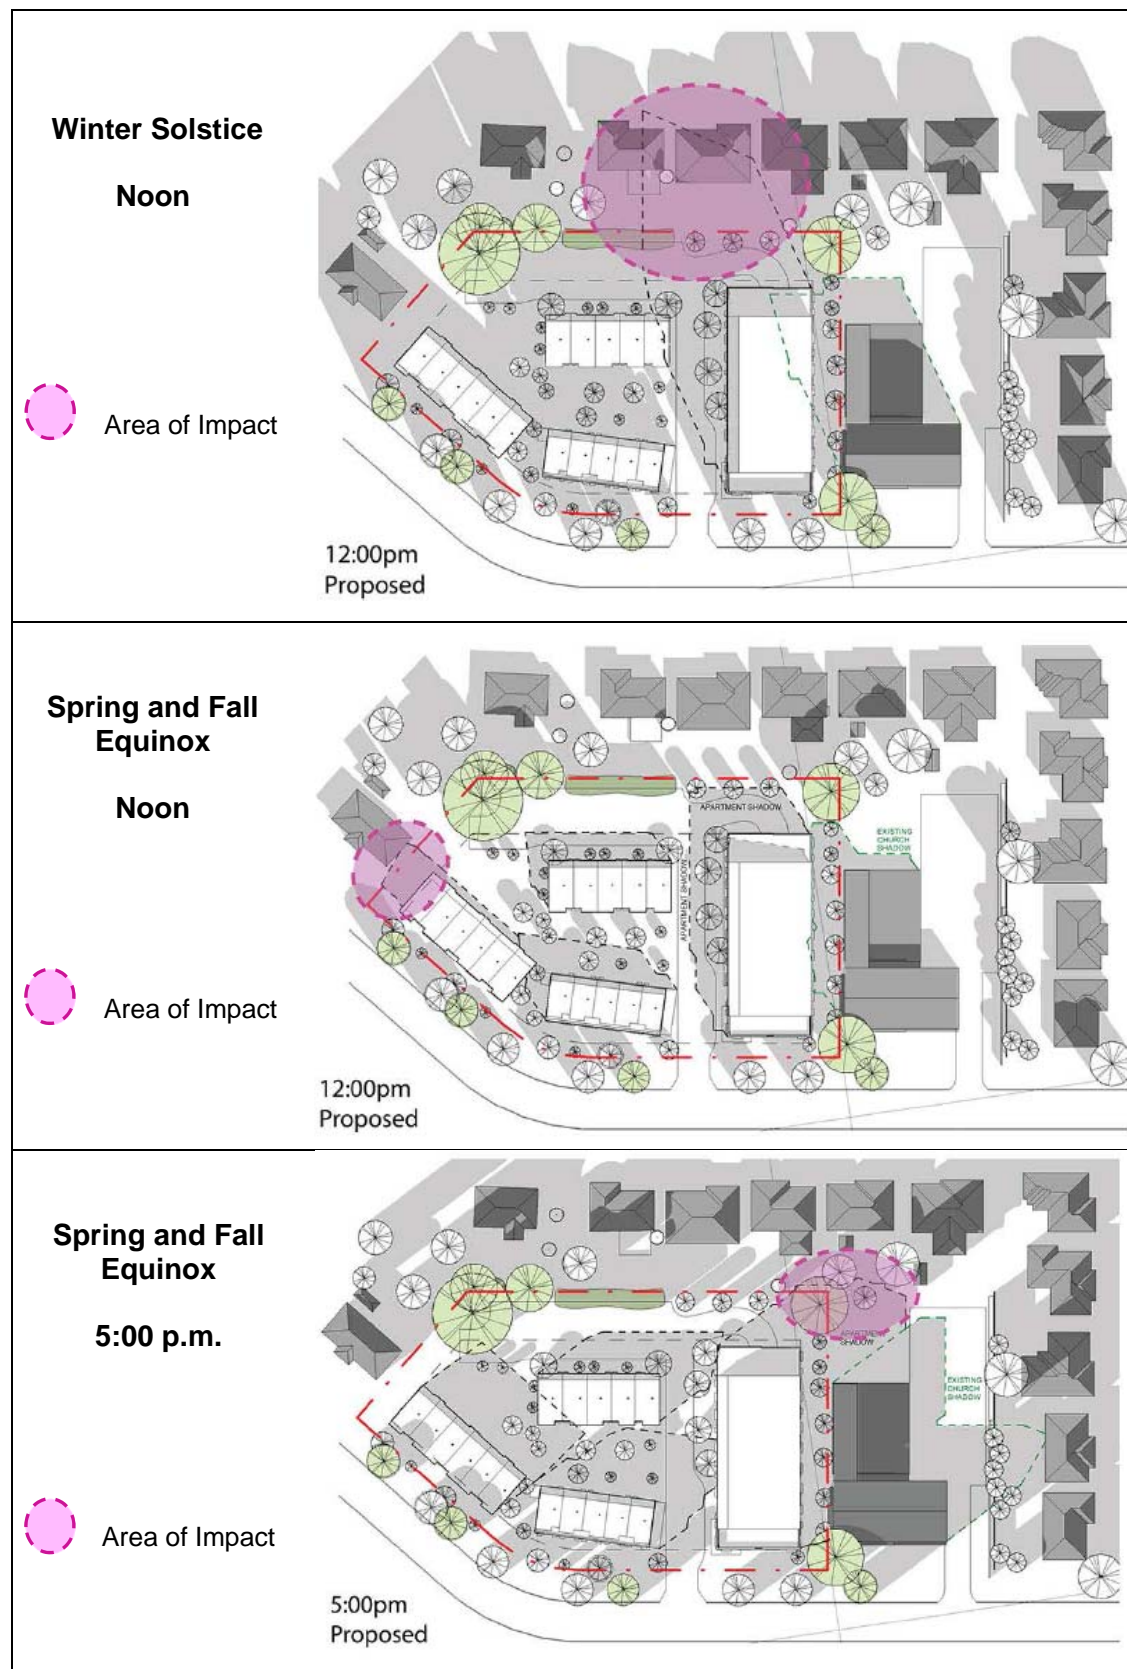 Winter Solstice
Noon
Area of Impact
12:00pm
Proposed
Spring and Fall
Equinox
Noon
Area of Impact
APARTMENT SHADOW
APARTMENT SHADOW
EXISTING
CHURCH
SHADOW
12:00pm
Proposed
Spring and Fall
Equinox
5:00 p.m.
Area of Impact
APARTMENT
SHADOW
EXISTING
CHURCH
SHADOW
5:00pm
Proposed